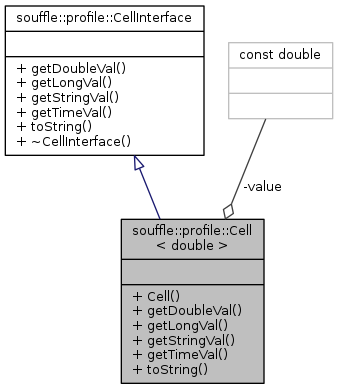 souffle::profile::CellInterface
+ getDoubleVal()
+ getLongVal()
+ getStringVal()
+ getTimeVal()
+ toString()
+ ~CellInterface()
const double
-value
souffle::profile::Cell
< double >
+ Cell()
+ getDoubleVal()
+ getLongVal()
+ getStringVal()
+ getTimeVal()
+ toString()